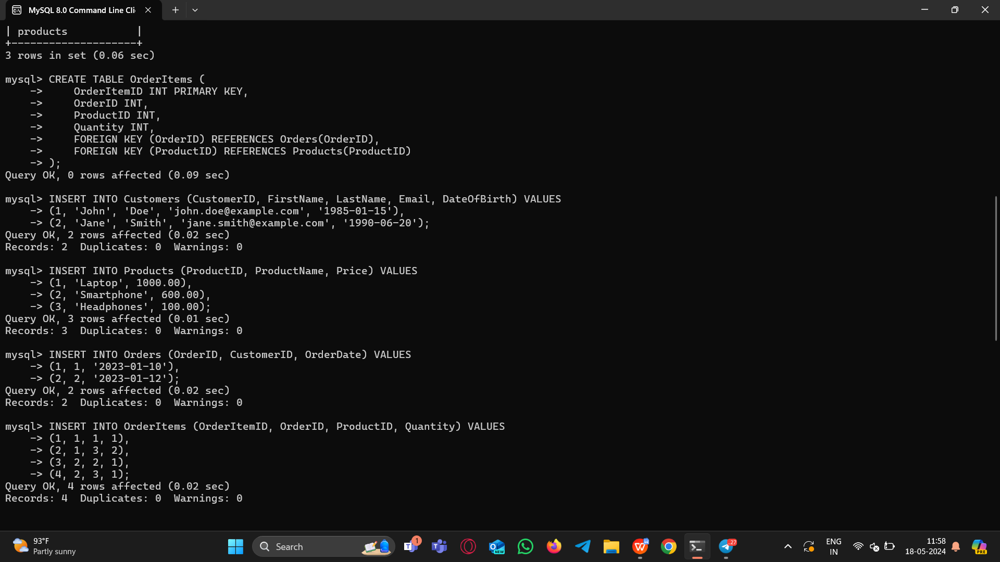 MySQL 8.0 Command Line Cli
| products           |
+--------------------+
3 rows in set (0.06 sec)
mysql> CREATE TABLE OrderItems (
    ->     OrderItemID INT PRIMARY KEY,
    ->     OrderID INT,
    ->     ProductID INT,
    ->     Quantity INT,
    ->     FOREIGN KEY (OrderID) REFERENCES Orders(OrderID),
    ->     FOREIGN KEY (ProductID) REFERENCES Products(ProductID)
    -> );
Query OK, 0 rows affected (0.09 sec)
mysql> INSERT INTO Customers (CustomerID, FirstName, LastName, Email, DateOfBirth) VALUES
    -> (1, 'John', 'Doe', 'john.doe@example.com', '1985-01-15'),
    -> (2, 'Jane', 'Smith', 'jane.smith@example.com', '1990-06-20');
Query OK, 2 rows affected (0.02 sec)
Records: 2  Duplicates: 0  Warnings: 0
mysql> INSERT INTO Products (ProductID, ProductName, Price) VALUES
    -> (1, 'Laptop', 1000.00),
    -> (2, 'Smartphone', 600.00),
    -> (3, 'Headphones', 100.00);
Query OK, 3 rows affected (0.01 sec)
Records: 3  Duplicates: 0  Warnings: 0
mysql> INSERT INTO Orders (OrderID, CustomerID, OrderDate) VALUES
    -> (1, 1, '2023-01-10'),
    -> (2, 2, '2023-01-12');
Query OK, 2 rows affected (0.02 sec)
Records: 2  Duplicates: 0  Warnings: 0
mysql> INSERT INTO OrderItems (OrderItemID, OrderID, ProductID, Quantity) VALUES
    -> (1, 1, 1, 1),
    -> (2, 1, 3, 2),
    -> (3, 2, 2, 1),
    -> (4, 2, 3, 1);
Query OK, 4 rows affected (0.02 sec)
Records: 4  Duplicates: 0  Warnings: 0
93°F
Partly sunny
Search
1
NEW
.27
ENG
IN
11:58
18-05-2024
PRE